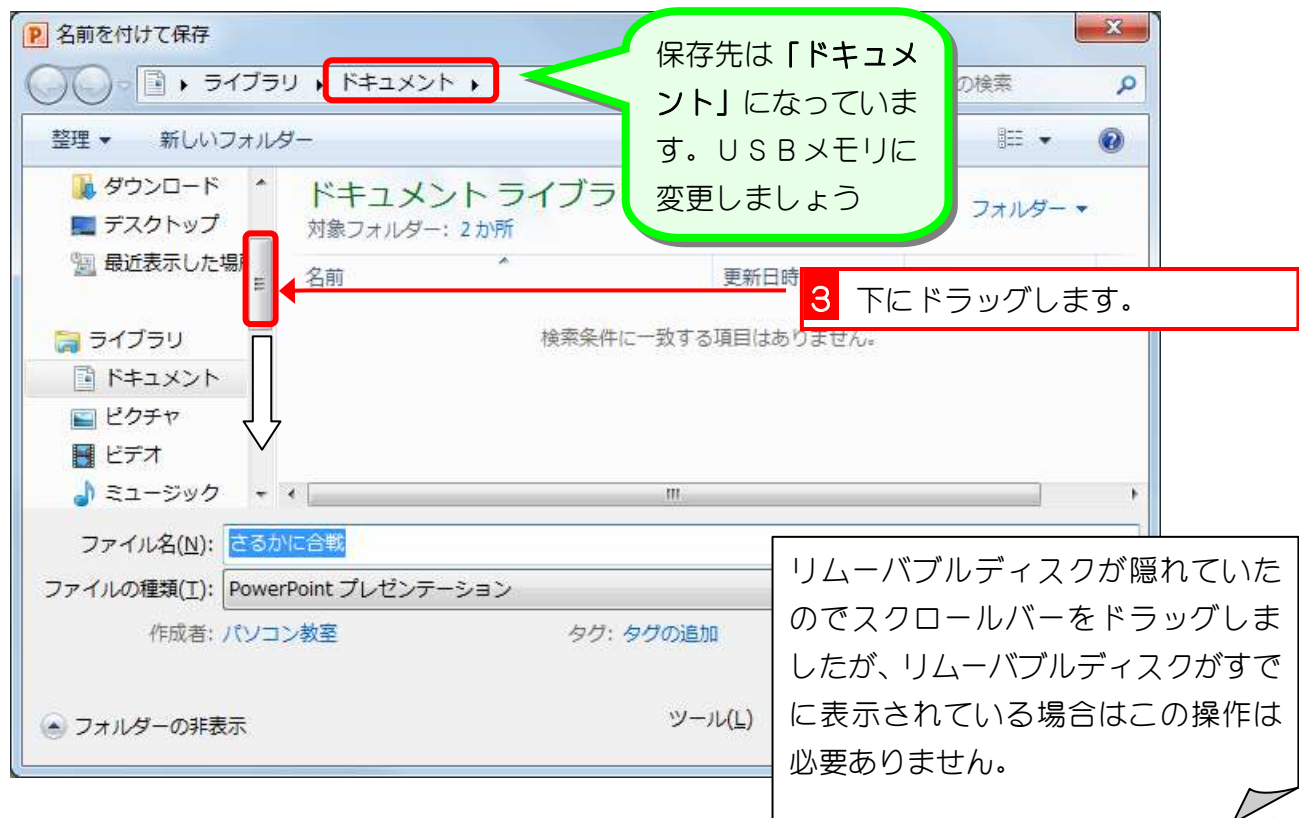 名前を付けて保存
保存先は「ドキュメ
ント」になっていま
す。ＵＳＢメモリに
変更しましょう
ライブラリ ドキュメント
の検索
整理 新しいフォルダー
ダウンロード
デスクトップ
最近表示した場所
ライブラリ
ドキュメント
ピクチャ
ビデオ
ミュージック
ドキュメント ライブラ
対象フォルダー: 2 か所
フォルダー
名前 更新日時
3 下にドラッグします。
検索条件に一致する項目はありません。
ファイル名(N): さるかに合戦
ファイルの種類(T): PowerPoint プレゼンテーション
作成者: パソコン教室 タグ: タグの追加
フォルダーの非表示 ツール(L)
リムーバブルディスクが隠れていた
のでスクロールバーをドラッグしま
したが、リムーバブルディスクがすで
に表示されている場合はこの操作は
必要ありません。